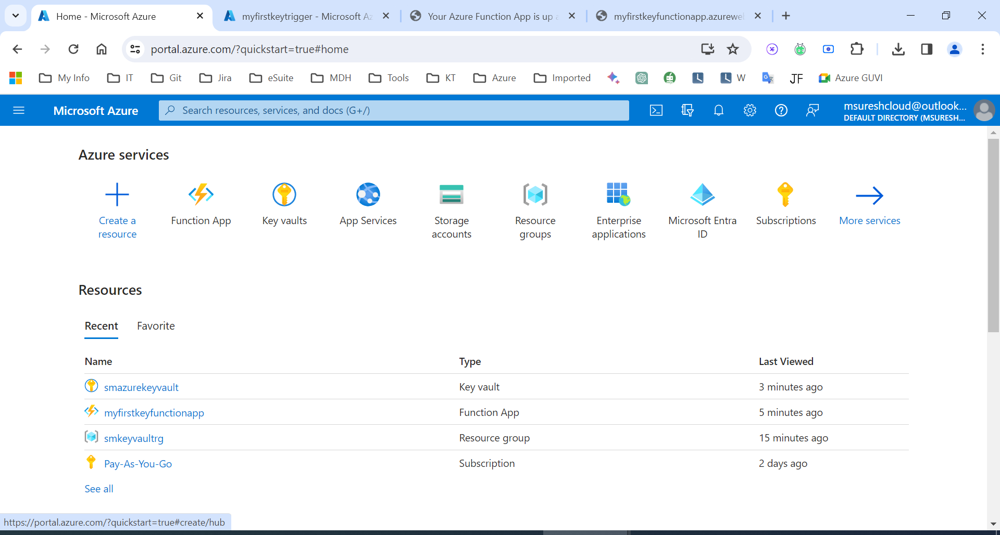 Home - Microsoft Azure
myfirstkeytrigger - Microsoft Az
Your Azure Function App is up a
myfirstkeyfunctionapp.azurewe
portal.azure.com/?quickstart=true#home
My Info
IT
Git
Jira
eSuite
MDH
Tools
KT
Azure
Imported
W
JF
Azure GUVI
Microsoft Azure
Search resources, services, and docs (G+/)
msureshcloud@outlook...
DEFAULT DIRECTORY (MSURESH...
Azure services
Create a
resource
Function App
Key vaults
App Services
Storage
accounts
Resource
groups
Enterprise
applications
Microsoft Entra
ID
Subscriptions
More services
Resources
Recent Favorite
Name Type Last Viewed
smazurekeyvault Key vault 3 minutes ago
myfirstkeyfunctionapp Function App 5 minutes ago
smkeyvaultrg Resource group 15 minutes ago
Pay-As-You-Go Subscription 2 days ago
See all
https://portal.azure.com/?quickstart=true#create/hub